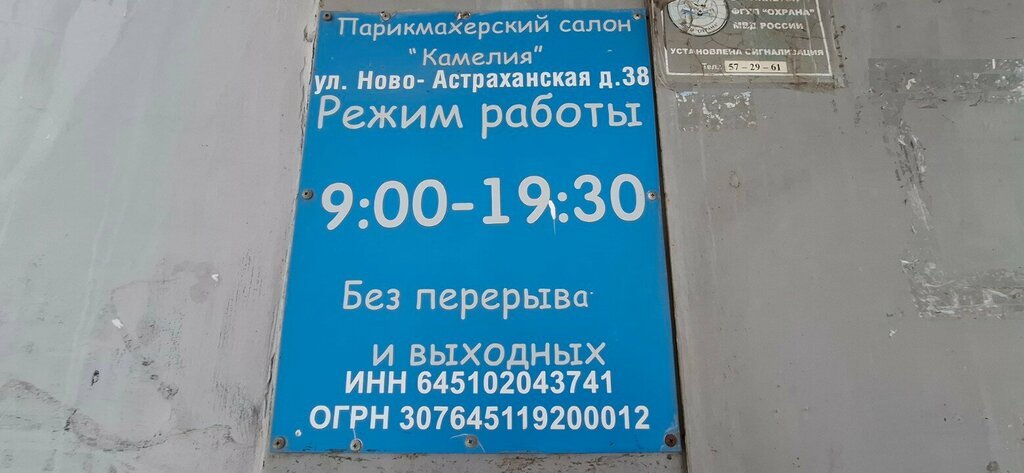 Парикмахерский салон
"Камелия"
ул. Ново- Астраханская д.38
Режим работы
9:00-19:30
Без перерыва
и выходных
ИНН 645102043741
ОГРН 307645119200012
ФГУП "ОХРАНА"
МВД РОССИИ
УСТАНОВЛЕНА СИГНАЛИЗАЦИЯ
Тел.: 57-29-61